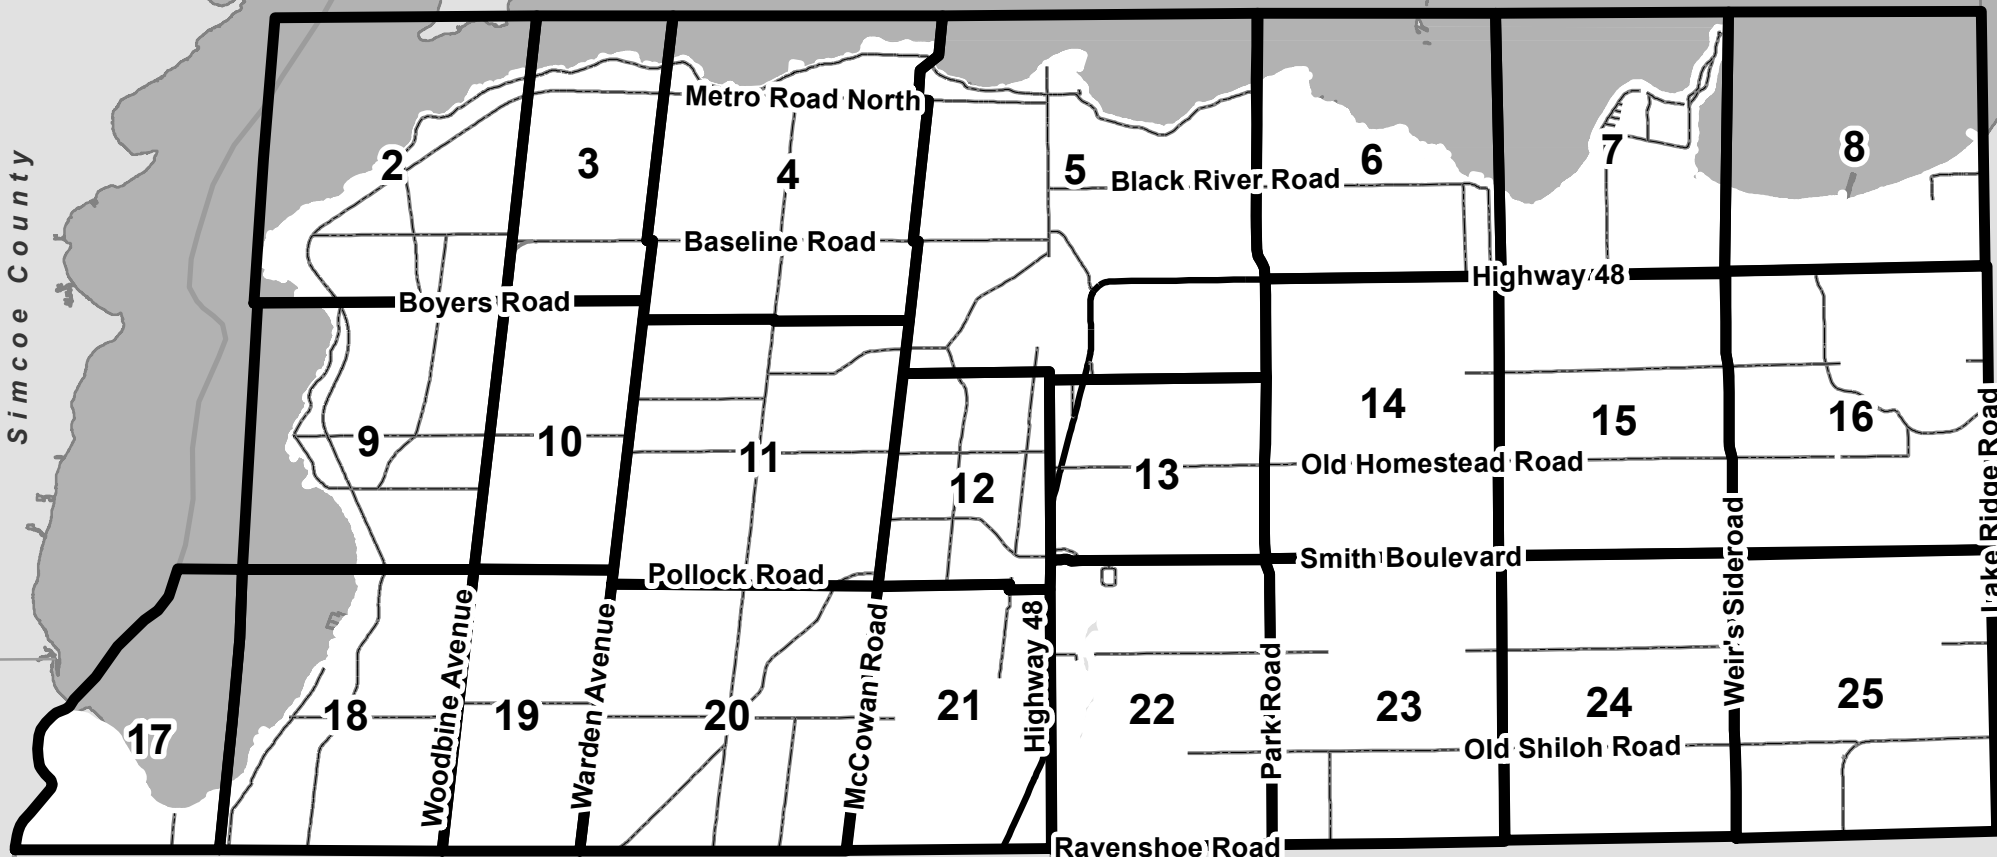 Metro Road North
8
7
2
3
4
5
6
Black River Road
Simcoe County
Baseline Road
Highway 48
Boyers Road
14
15
16
9
10
11
12
13
Old Homestead Road
Lake Ridge Road
Smith Boulevard
Pollock Road
Weir's Sideroad
Woodbine Avenue
Warden Avenue
McCowan Road
Highway 48
Park Road
17
18
19
20
21
22
23
24
25
Old Shiloh Road
Ravenshoe Road